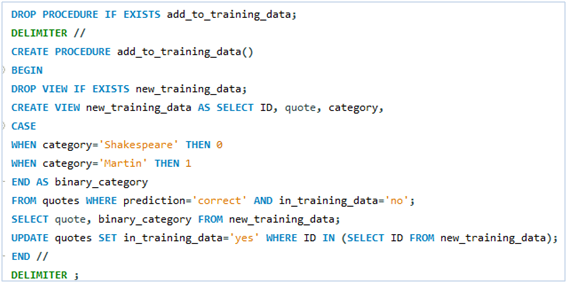 DROP PROCEDURE IF EXISTS add_to_training_data;
DELIMITER //
CREATE PROCEDURE add_to_training_data()
BEGIN
DROP VIEW IF EXISTS new_training_data;
CREATE VIEW new_training_data AS SELECT ID, quote, category,
CASE
WHEN category='Shakespeare' THEN 0
WHEN category='Martin' THEN 1
END AS binary_category
FROM quotes WHERE prediction='correct' AND in_training_data='no';
SELECT quote, binary_category FROM new_training_data;
UPDATE quotes SET in_training_data='yes' WHERE ID IN (SELECT ID FROM new_training_data);
END //
DELIMITER ;